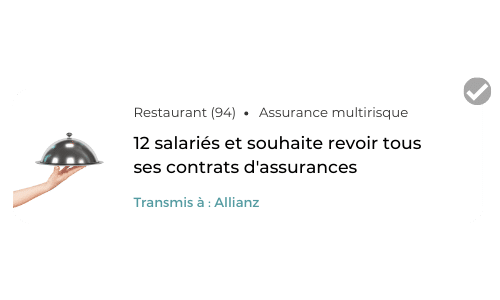 Restaurant (94) • Assurance multirisque
12 salariés et souhaite revoir tous
ses contrats d'assurances
Transmis à : Allianz